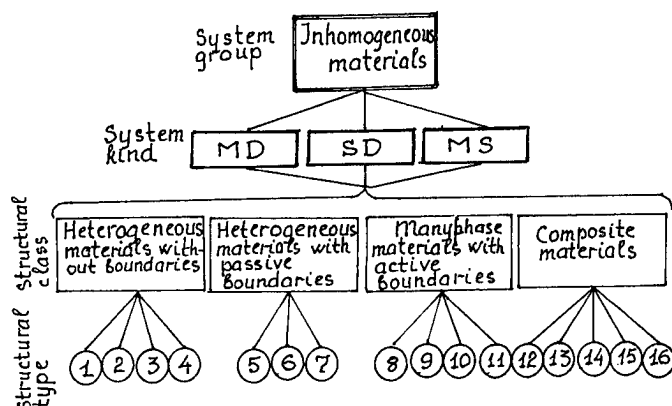 System
group
Inhomogeneous
materials
System
kind
MD
SD
MS
Structural
class
Heterogeneous
materials with-
out boundaries
Heterogeneous
materials with
passive
boundaries
Manyphase
materials with
active
boundaries
Composite
materials
Structural
type
1 2 3 4 5 6 7 8 9 10 11 12 13 14 15 16